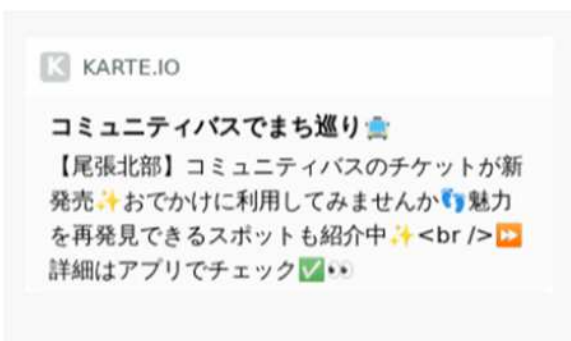 K KARTE.IO
コミュニティバスでまち巡り🚖
【尾張北部】コミュニティバスのチケットが新
発売✨おでかけに利用してみませんか👣魅力
を再発見できるスポットも紹介中✨<br />⏩
詳細はアプリでチェック✅👀